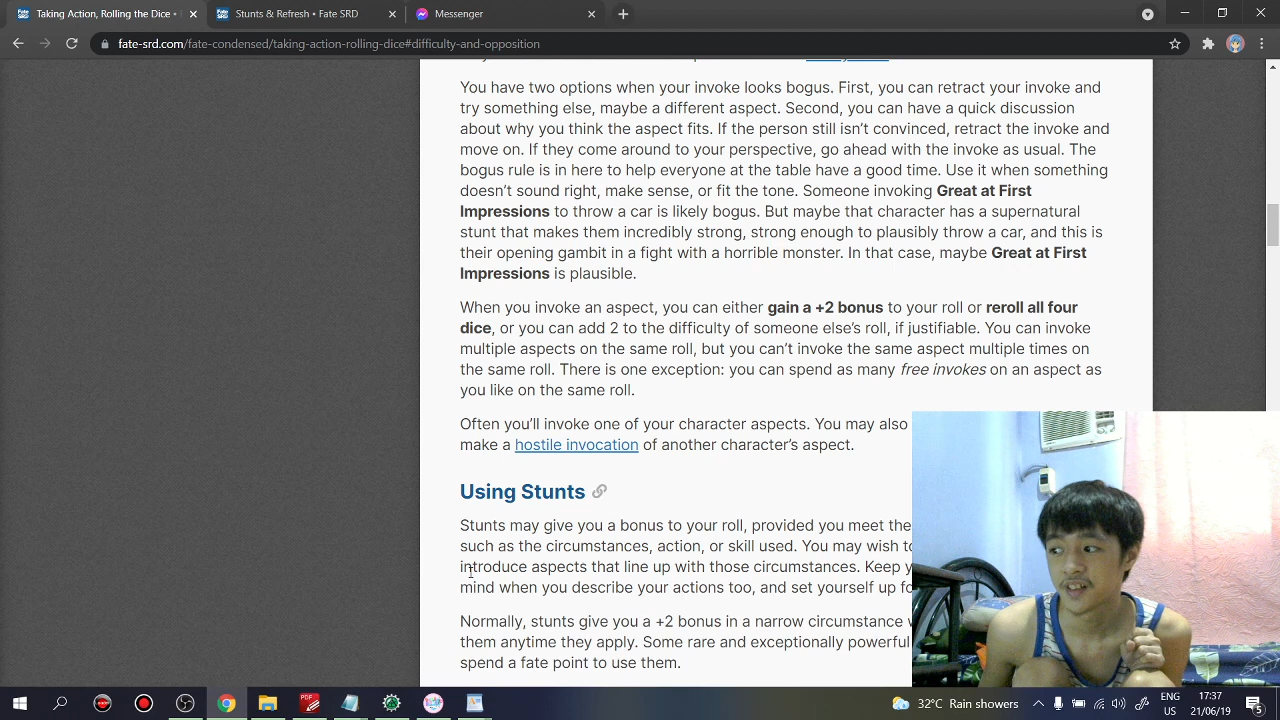 Taking Action, Rolling the Dice •
Stunts & Refresh • Fate SRD
Messenger
fate-srd.com/fate-condensed/taking-action-rolling-dice#difficulty-and-opposition
You have two options when your invoke looks bogus. First, you can retract your invoke and
try something else, maybe a different aspect. Second, you can have a quick discussion
about why you think the aspect fits. If the person still isn’t convinced, retract the invoke and
move on. If they come around to your perspective, go ahead with the invoke as usual. The
bogus rule is in here to help everyone at the table have a good time. Use it when something
doesn’t sound right, make sense, or fit the tone. Someone invoking Great at First
Impressions to throw a car is likely bogus. But maybe that character has a supernatural
stunt that makes them incredibly strong, strong enough to plausibly throw a car, and this is
their opening gambit in a fight with a horrible monster. In that case, maybe Great at First
Impressions is plausible.
When you invoke an aspect, you can either gain a +2 bonus to your roll or reroll all four
dice, or you can add 2 to the difficulty of someone else’s roll, if justifiable. You can invoke
multiple aspects on the same roll, but you can’t invoke the same aspect multiple times on
the same roll. There is one exception: you can spend as many free invokes on an aspect as
you like on the same roll.
Often you’ll invoke one of your character aspects. You may also
make a hostile invocation of another character’s aspect.
Using Stunts
Stunts may give you a bonus to your roll, provided you meet the
such as the circumstances, action, or skill used. You may wish to
introduce aspects that line up with those circumstances. Keep
mind when you describe your actions too, and set yourself up
Normally, stunts give you a +2 bonus in a narrow circumstance
them anytime they apply. Some rare and exceptionally powerful
spend a fate point to use them.
PDF
32°C Rain showers
ENG
US
17:37
21/06/19
5